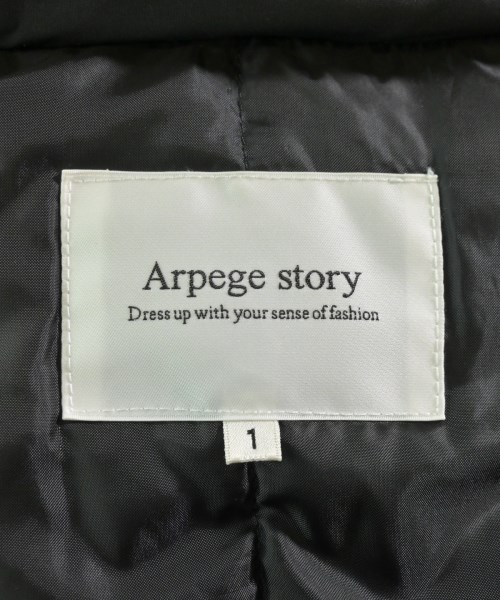 Arpege story
Dress up with your sense of fashion
1